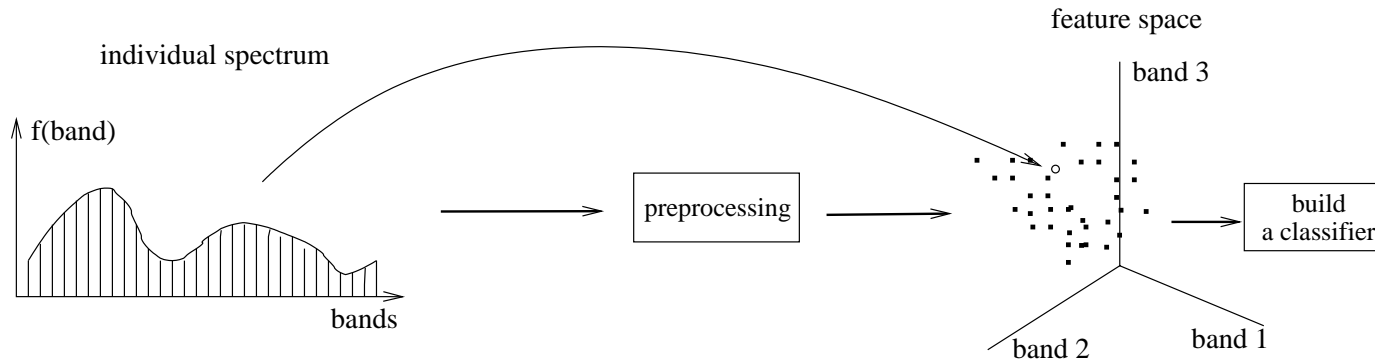 individual spectrum
f(band)
bands
preprocessing
feature space
band 3
band 2
band 1
build
a classifier